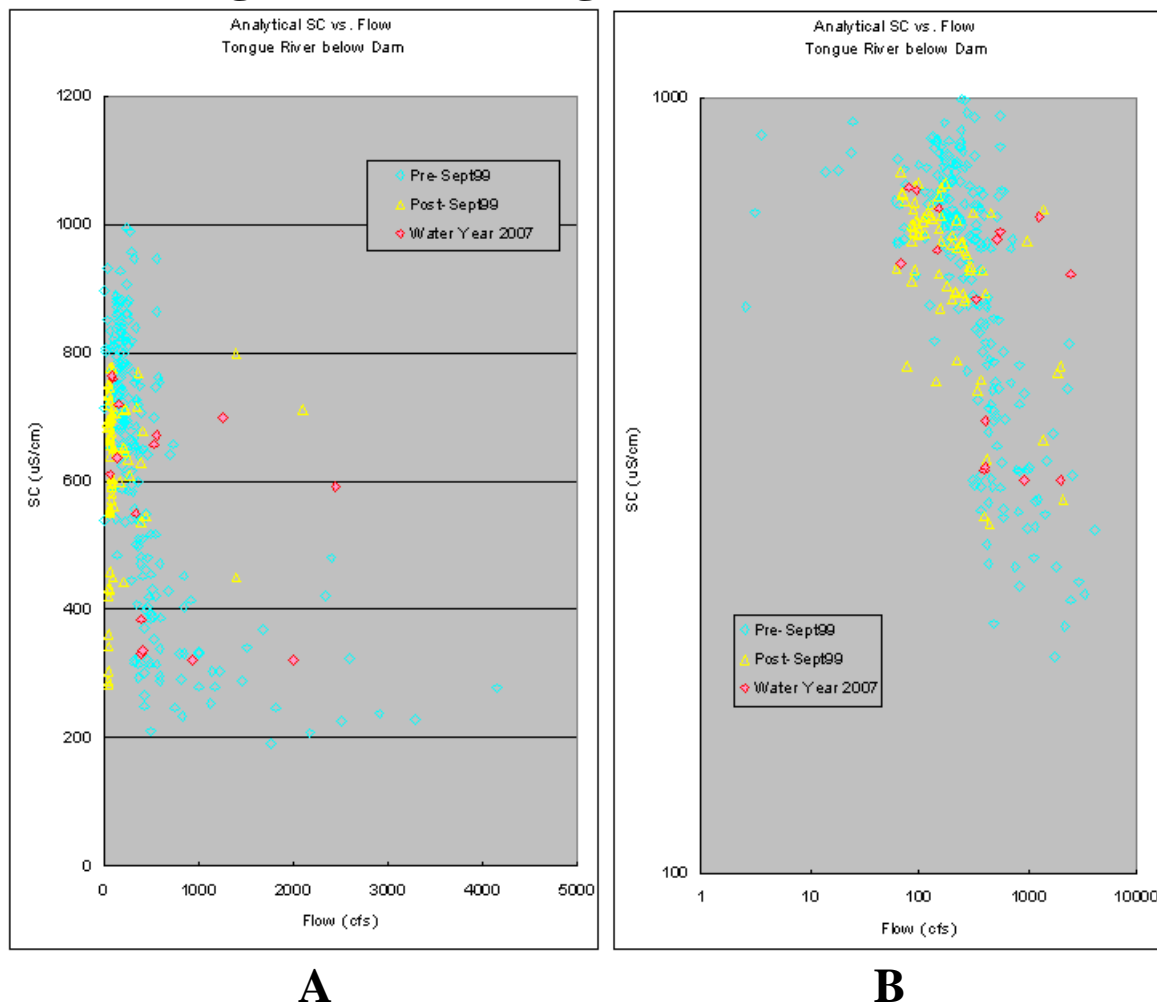 Analytical SC vs. Flow
Tongue River below Dam
1200
1000
800
600
400
200
0
SC (uS/cm)
Pre-Sept99
Post-Sept99
Water Year 2007
0 1000 2000 3000 4000 5000
Flow (cfs)
A
Analytical SC vs. Flow
Tongue River below Dam
1000
100
SC (uS/cm)
Pre-Sept99
Post-Sept99
Water Year 2007
1 10 100 1000 10000
Flow (cfs)
B